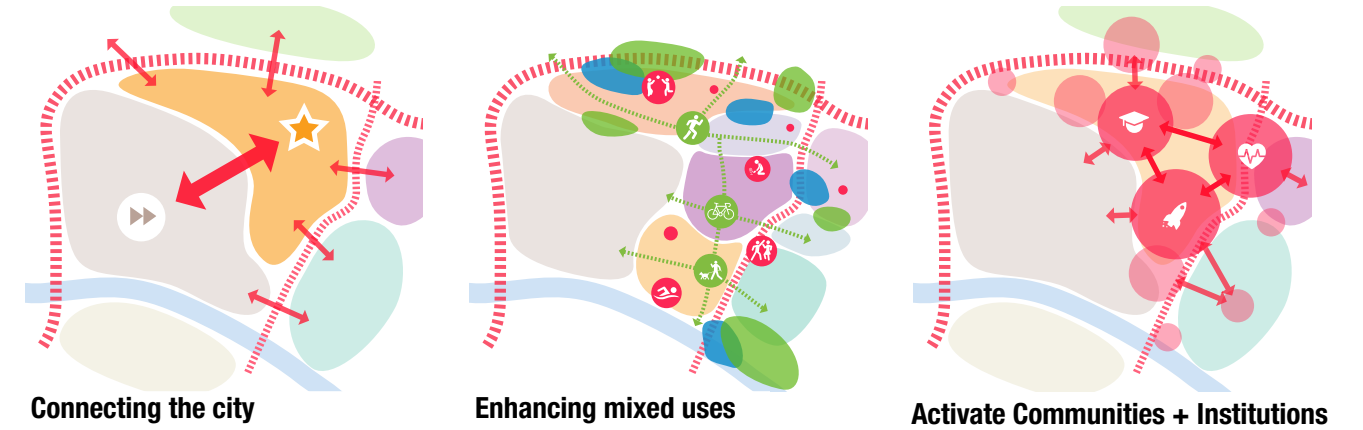 Connecting the city
Enhancing mixed uses
Activate Communities + Institutions